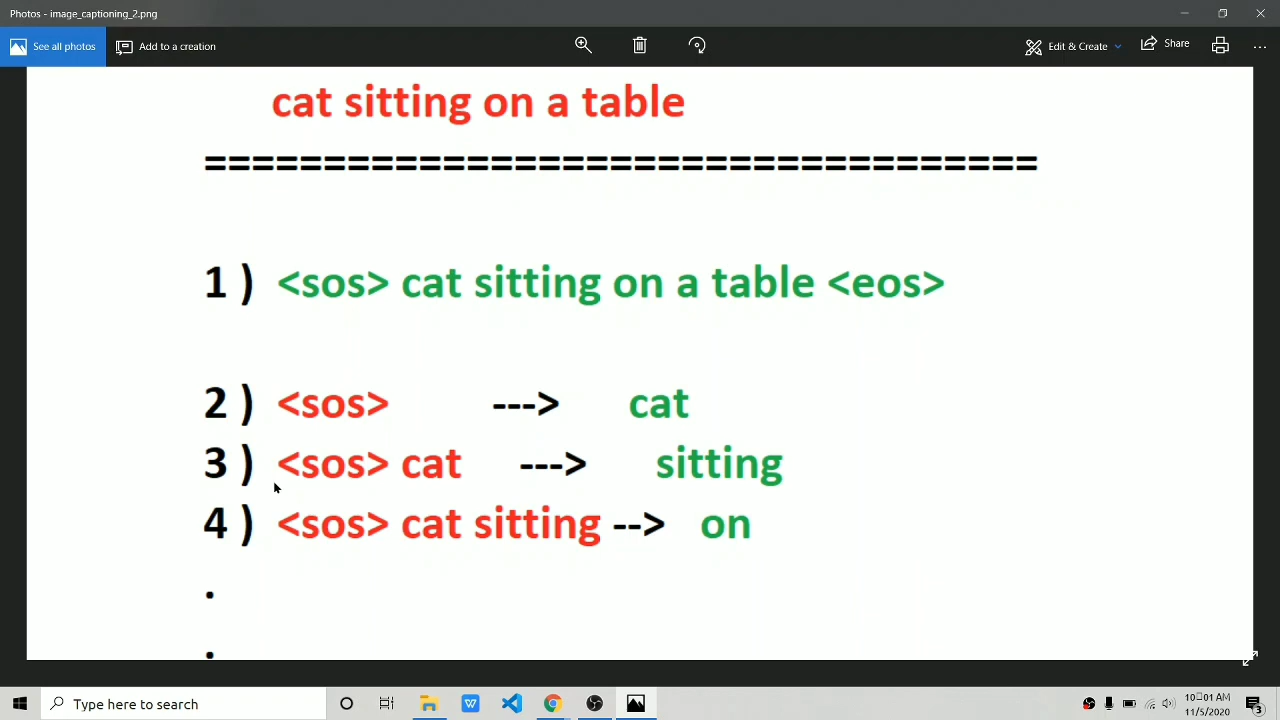 Photos - image_captioning_2.png
See all photos
Add to a creation
Edit & Create
Share
cat sitting on a table
===================================
1 ) <sos> cat sitting on a table <eos>
2 ) <sos> ---> cat
3 ) <sos> cat ---> sitting
4 ) <sos> cat sitting --> on
.
.
Type here to search
10:01 AM
11/5/2020
3